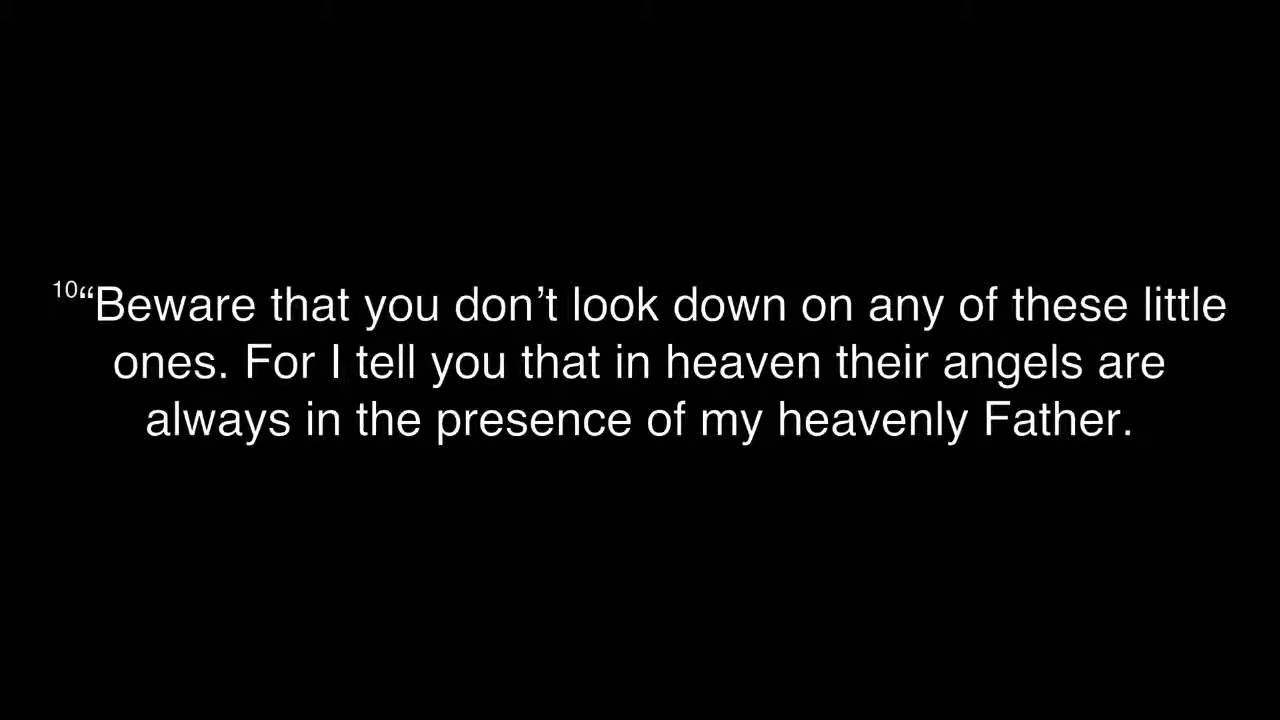 10“Beware that you don’t look down on any of these little
ones. For I tell you that in heaven their angels are
always in the presence of my heavenly Father.